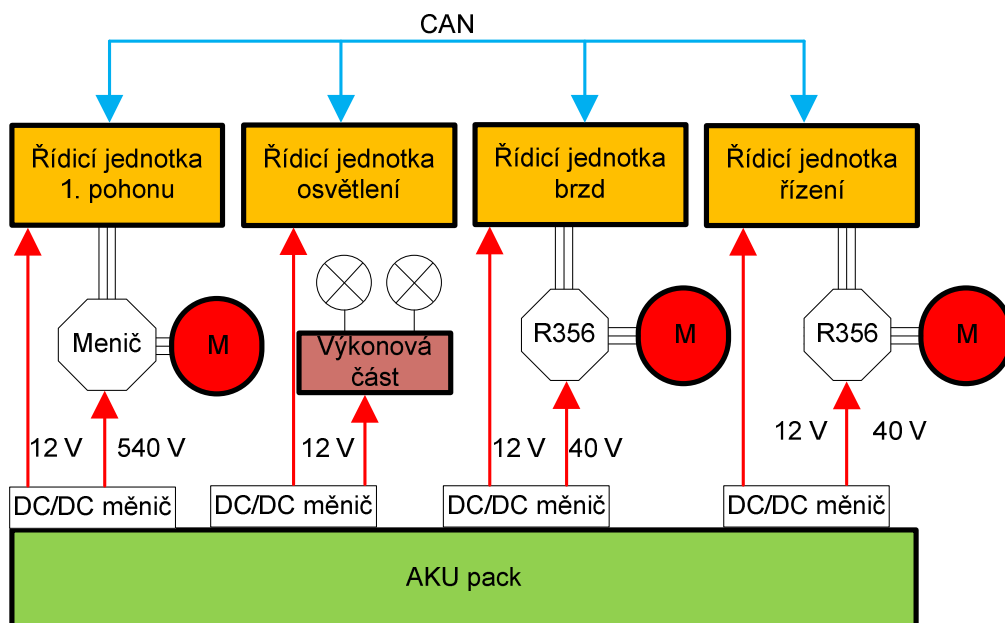 CAN
Řídicí jednotka
1. pohonu
Řídicí jednotka
osvětlení
Řídicí jednotka
brzd
Řídicí jednotka
řízení
Menič
M
Výkonová
část
R356
M
R356
M
12 V
540 V
12 V
12 V
40 V
12 V
40 V
DC/DC měnič
DC/DC měnič
DC/DC měnič
DC/DC měnič
AKU pack